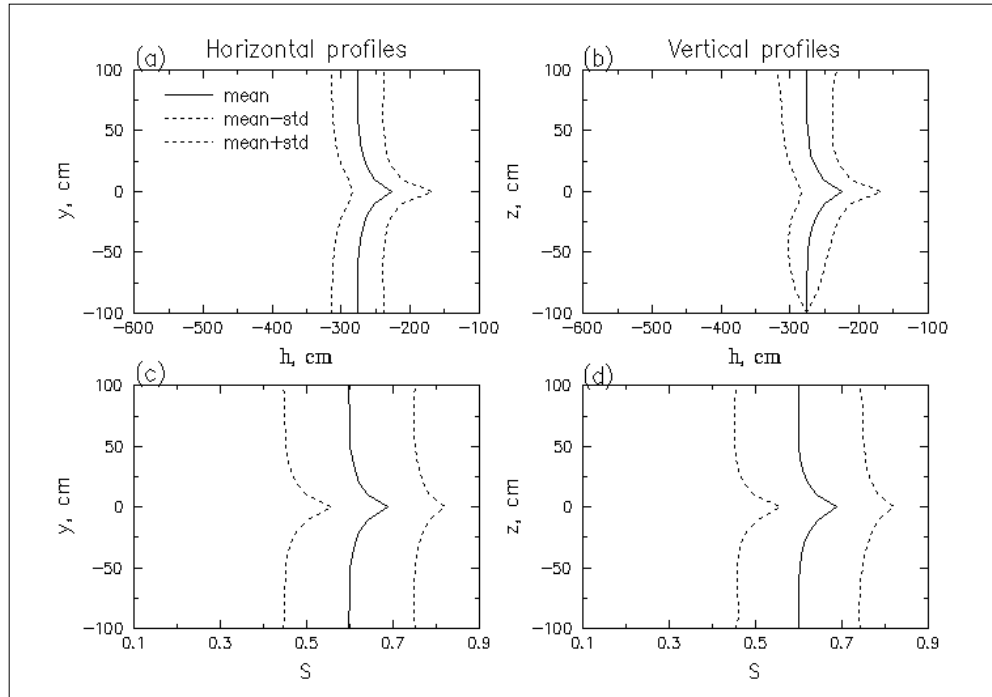 Horizontal profiles
Vertical profiles
(a)
100
50
0
−50
−100
y, cm
mean
mean−std
mean+std
−600
−500
−400
−300
−200
−100
h, cm
(b)
100
50
0
−50
−100
z, cm
−600
−500
−400
−300
−200
−100
h, cm
(c)
100
50
0
−50
−100
y, cm
0.1
0.3
0.5
0.7
0.9
S
(d)
100
50
0
−50
−100
z, cm
0.1
0.3
0.5
0.7
0.9
S